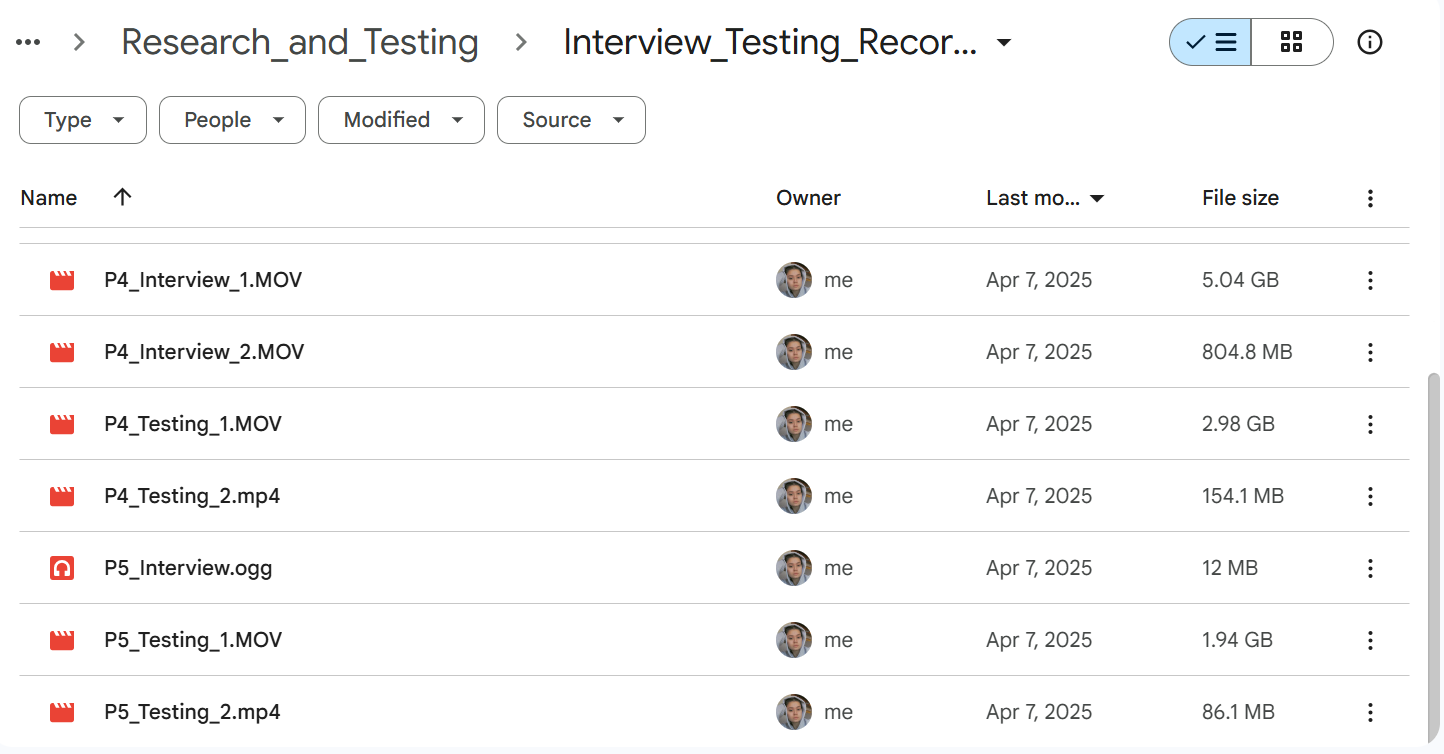 ... > Research_and_Testing > Interview_Testing_Recor...
Type People Modified Source
Name Owner Last mo... File size
P4_Interview_1.MOV me Apr 7, 2025 5.04 GB
P4_Interview_2.MOV me Apr 7, 2025 804.8 MB
P4_Testing_1.MOV me Apr 7, 2025 2.98 GB
P4_Testing_2.mp4 me Apr 7, 2025 154.1 MB
P5_Interview.ogg me Apr 7, 2025 12 MB
P5_Testing_1.MOV me Apr 7, 2025 1.94 GB
P5_Testing_2.mp4 me Apr 7, 2025 86.1 MB